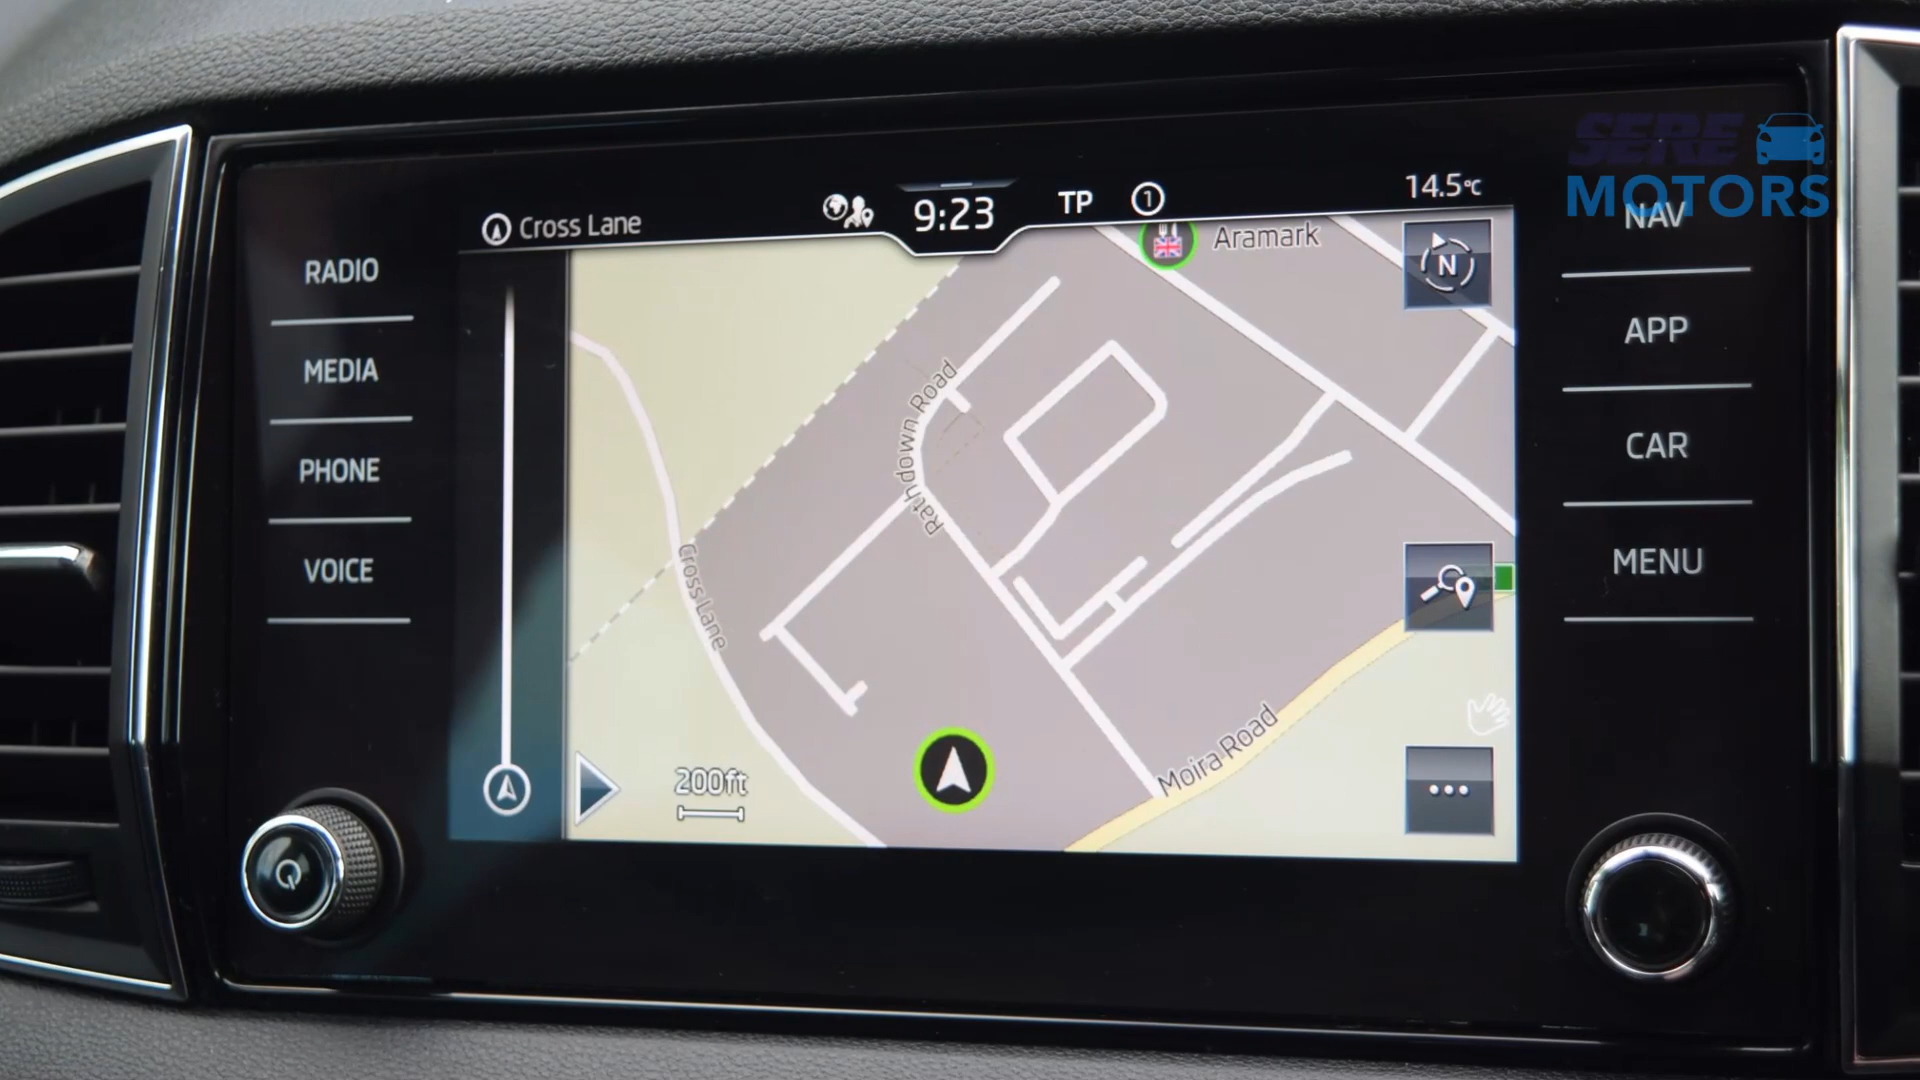 SERE
MOTORS
RADIO
MEDIA
PHONE
VOICE
Cross Lane
9:23
TP
1
14.5°C
Aramark
N
Rathdown Road
Cross Lane
Moira Road
200ft
NAV
APP
CAR
MENU